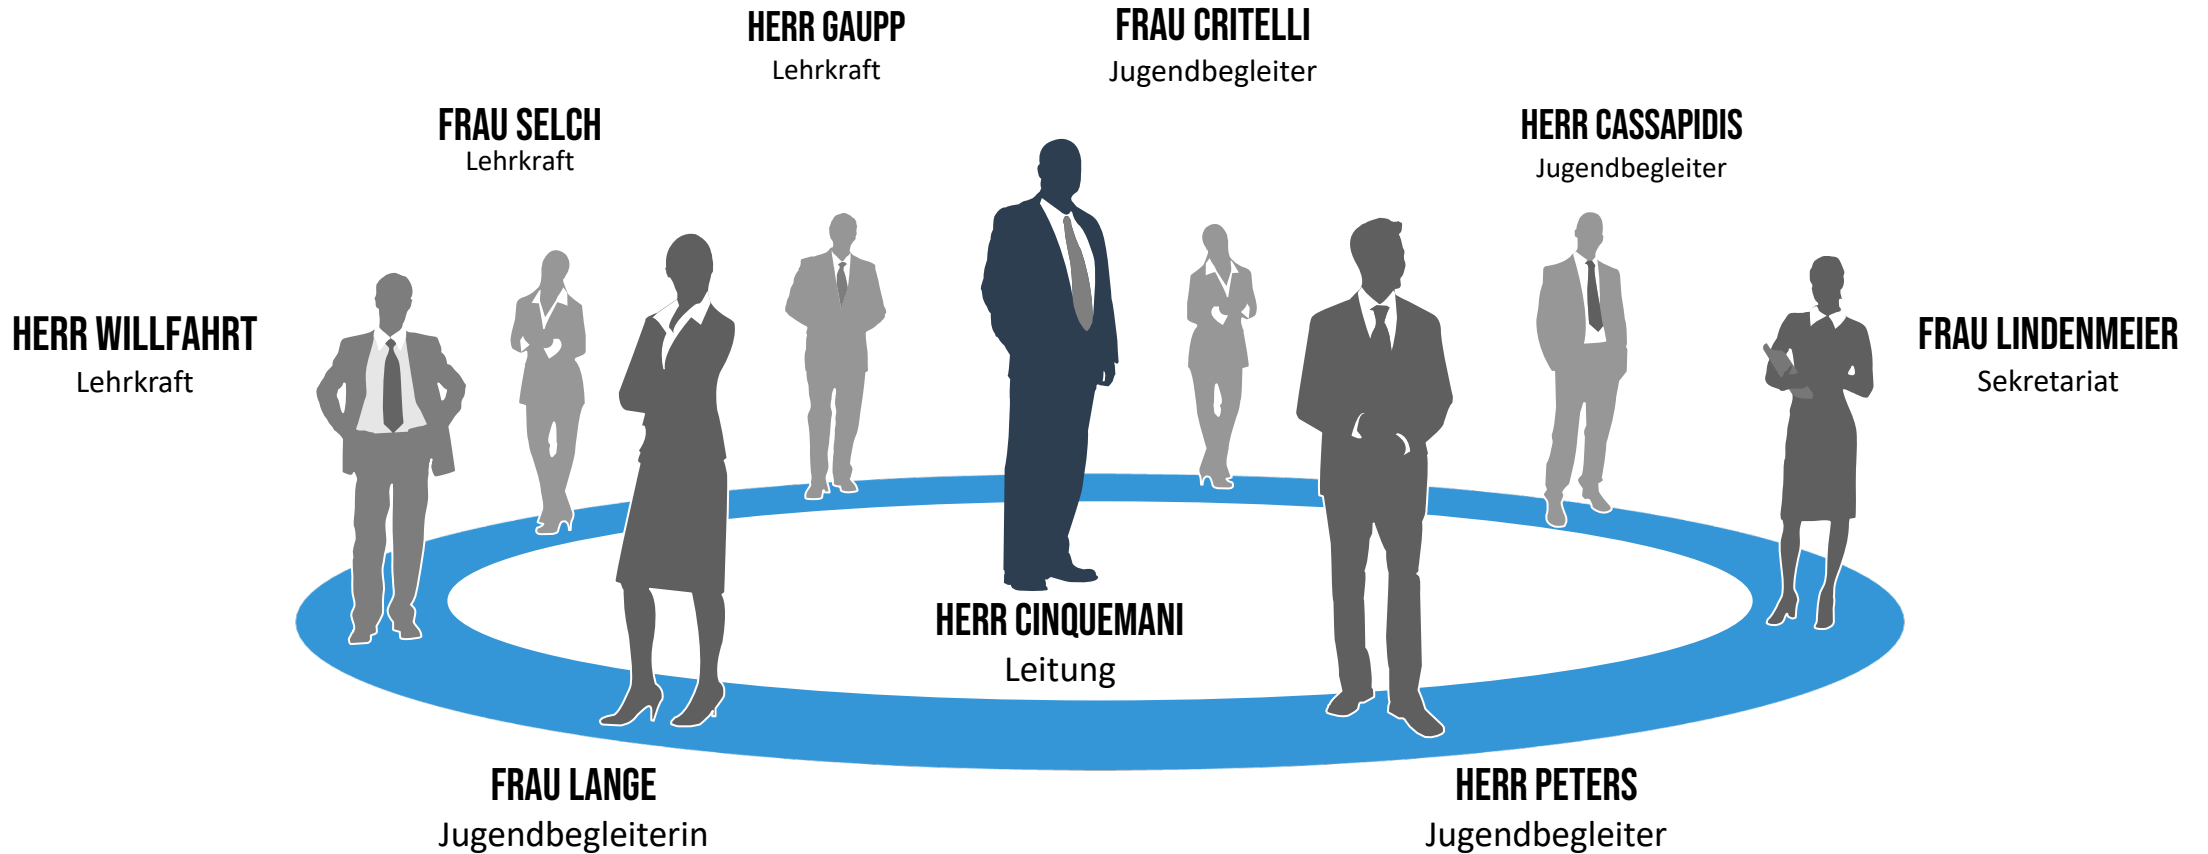 HERR GAUPP
Lehrkraft
FRAU CRITELLI
Jugendbegleiter
FRAU SELCH
Lehrkraft
HERR CASSAPIDIS
Jugendbegleiter
HERR WILLFAHRT
Lehrkraft
FRAU LINDENMEIER
Sekretariat
HERR CINQUEMANI
Leitung
FRAU LANGE
Jugendbegleiterin
HERR PETERS
Jugendbegleiter